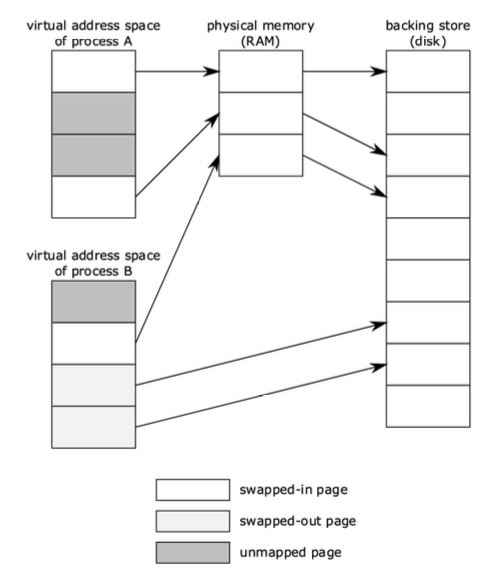 virtual address space
of process A
physical memory
(RAM)
backing store
(disk)
virtual address space
of process B
swapped-in page
swapped-out page
unmapped page